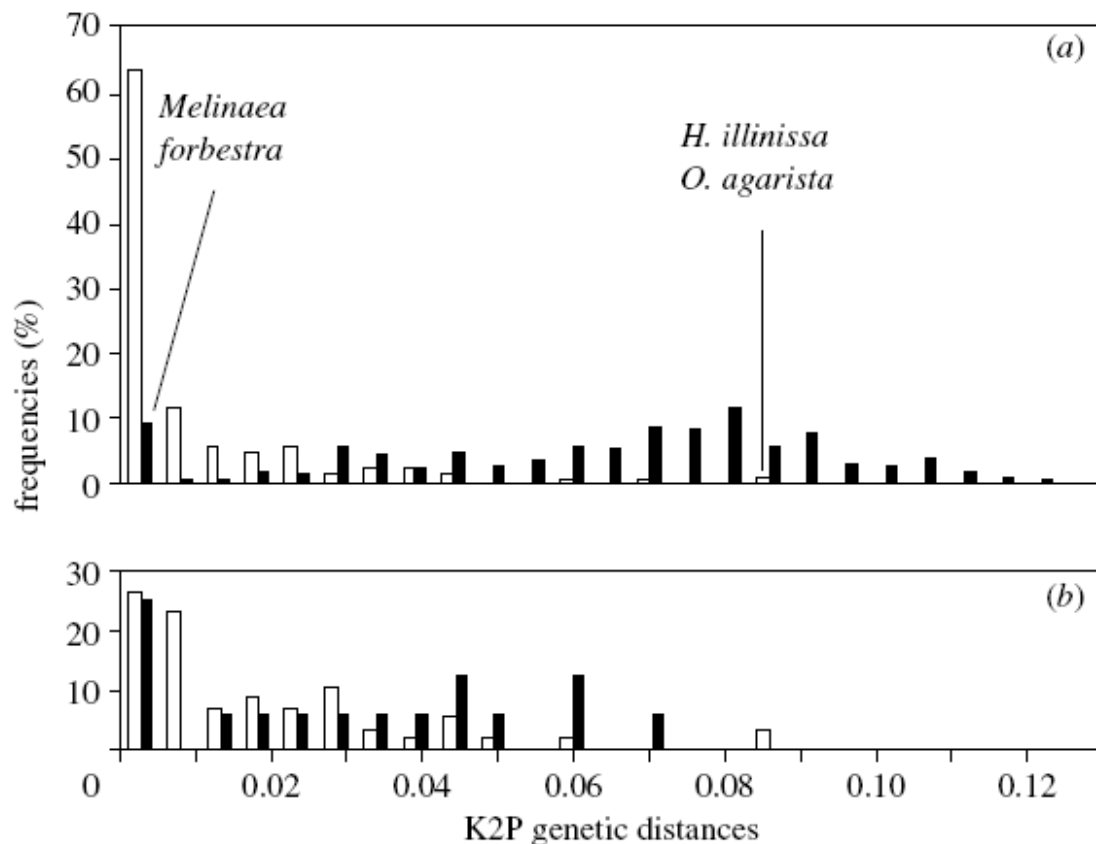 70
(a)
60
Melinaea
forbestra
H. illinissa
O. agarista
50
40
30
20
10
0
frequencies (%)
30
(b)
20
10
0 0.02 0.04 0.06 0.08 0.10 0.12
K2P genetic distances